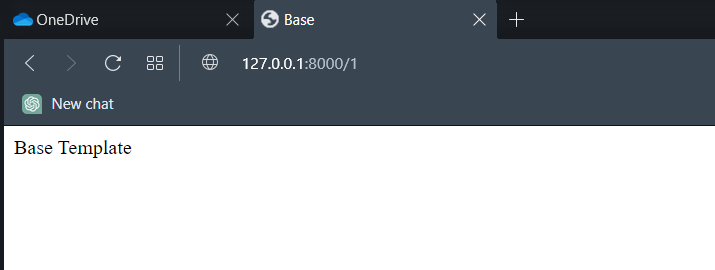 OneDrive
Base
127.0.0.1:8000/1
New chat
Base Template